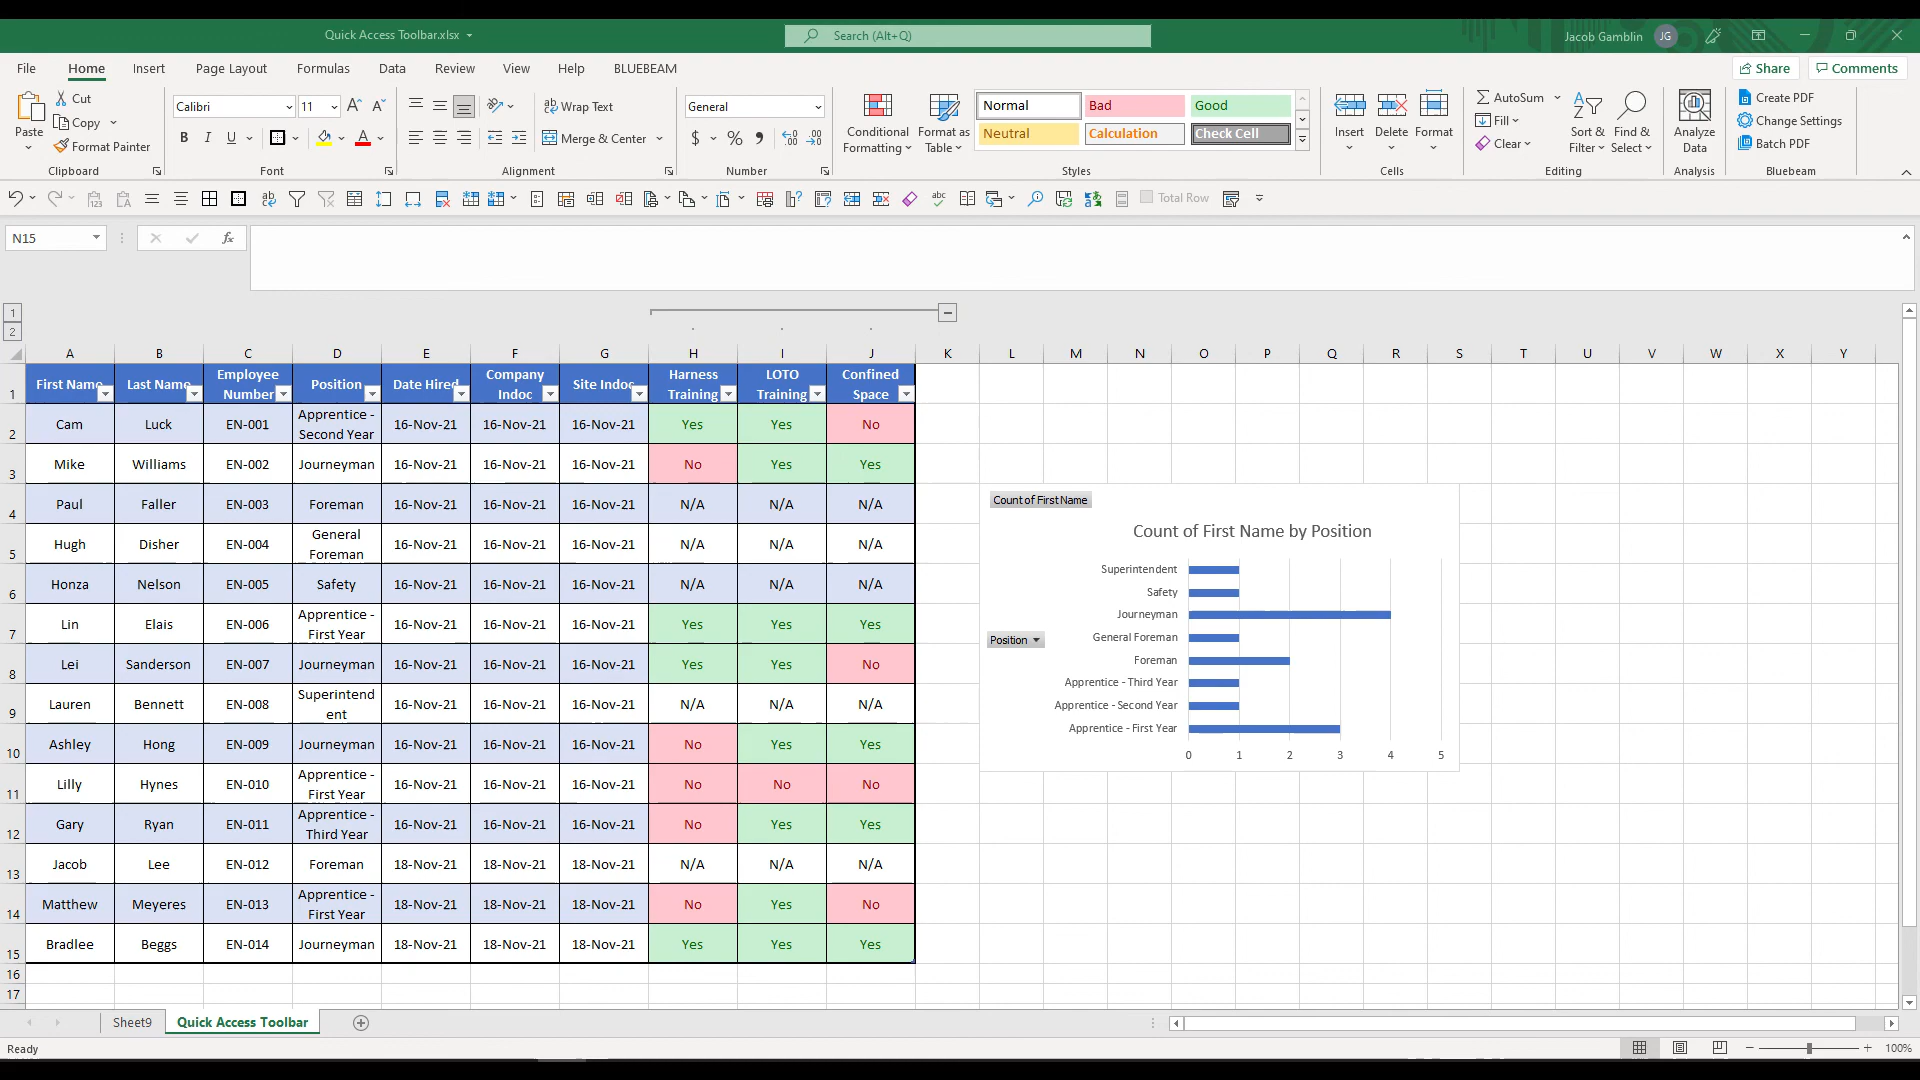 Quick Access Toolbar.xlsx
Search (Alt+Q)
Jacob Gamblin
JG
File Home Insert Page Layout Formulas Data Review View Help BLUEBEAM
Share Comments
Paste
Cut
Copy
Format Painter
Clipboard
Calibri 11
B I U
Font
Wrap Text
Merge & Center
Alignment
General
$ % ,
Number
Conditional Formatting
Format as Table
Normal Bad Good
Neutral Calculation Check Cell
Styles
Insert Delete Format
Cells
AutoSum
Fill
Clear
Sort & Filter
Find & Select
Editing
Analyze Data
Analysis
Create PDF
Change Settings
Batch PDF
Bluebeam
Total Row
N15
fx
1
2
A B C D E F G H I J K L M N O P Q R S T U V W X Y
1 First Name Last Name Employee Number Position Date Hired Company Indoc Site Indoc Harness Training LOTO Training Confined Space
2 Cam Luck EN-001 Apprentice - Second Year 16-Nov-21 16-Nov-21 16-Nov-21 Yes Yes No
3 Mike Williams EN-002 Journeyman 16-Nov-21 16-Nov-21 16-Nov-21 No Yes Yes
4 Paul Faller EN-003 Foreman 16-Nov-21 16-Nov-21 16-Nov-21 N/A N/A N/A
5 Hugh Disher EN-004 General Foreman 16-Nov-21 16-Nov-21 16-Nov-21 N/A N/A N/A
6 Honza Nelson EN-005 Safety 16-Nov-21 16-Nov-21 16-Nov-21 N/A N/A N/A
7 Lin Elais EN-006 Apprentice - First Year 16-Nov-21 16-Nov-21 16-Nov-21 Yes Yes Yes
8 Lei Sanderson EN-007 Journeyman 16-Nov-21 16-Nov-21 16-Nov-21 Yes Yes No
9 Lauren Bennett EN-008 Superintendent 16-Nov-21 16-Nov-21 16-Nov-21 N/A N/A N/A
10 Ashley Hong EN-009 Journeyman 16-Nov-21 16-Nov-21 16-Nov-21 No Yes Yes
11 Lilly Hynes EN-010 Apprentice - First Year 16-Nov-21 16-Nov-21 16-Nov-21 No No No
12 Gary Ryan EN-011 Apprentice - Third Year 16-Nov-21 16-Nov-21 16-Nov-21 No Yes Yes
13 Jacob Lee EN-012 Foreman 18-Nov-21 18-Nov-21 18-Nov-21 N/A N/A N/A
14 Matthew Meyeres EN-013 Apprentice - First Year 18-Nov-21 18-Nov-21 18-Nov-21 No Yes No
15 Bradlee Beggs EN-014 Journeyman 18-Nov-21 18-Nov-21 18-Nov-21 Yes Yes Yes
16
17
Count of First Name
Count of First Name by Position
Superintendent
Safety
Journeyman
General Foreman
Position
Foreman
Apprentice - Third Year
Apprentice - Second Year
Apprentice - First Year
0 1 2 3 4 5
Sheet9 Quick Access Toolbar
Ready
100%